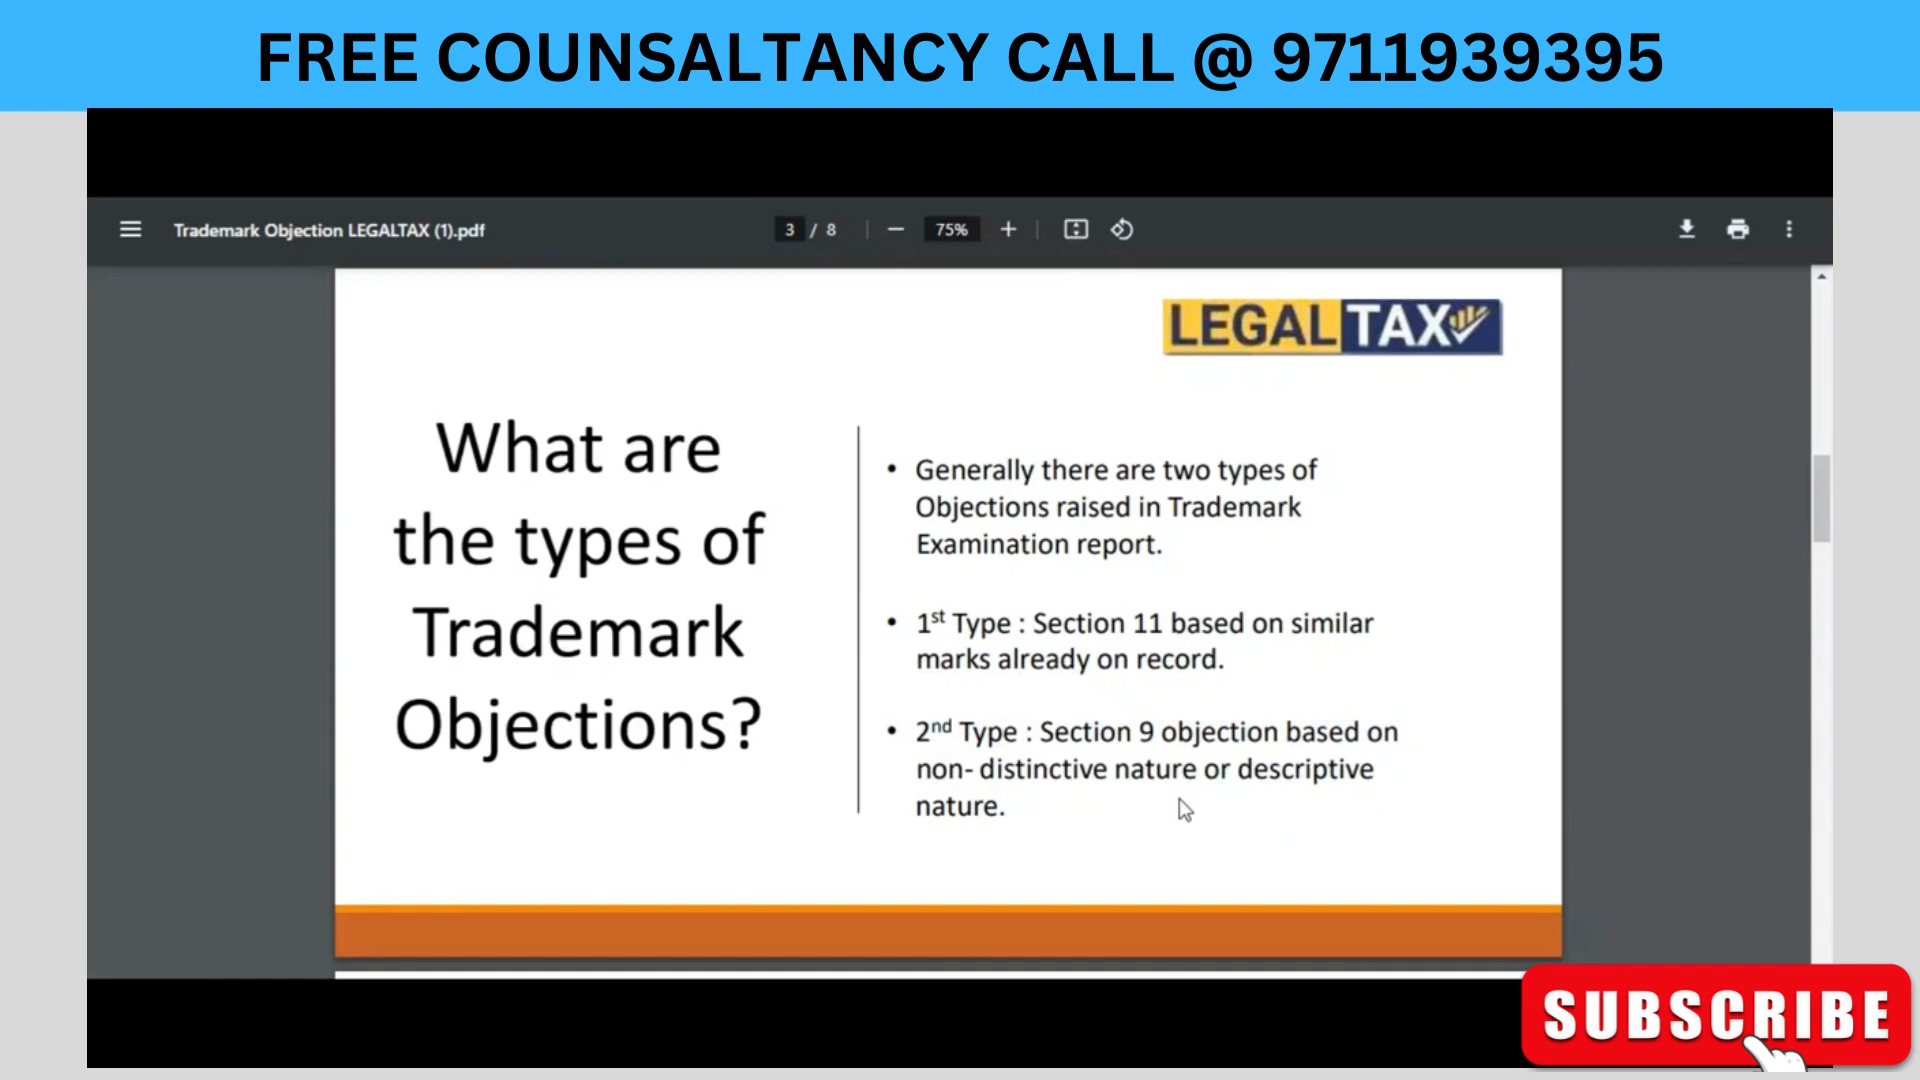 FREE COUNSALTANCY CALL @ 9711939395
Trademark Objection LEGALTAX (1).pdf
3 / 8
75%
LEGALTAX
What are
the types of
Trademark
Objections?
• Generally there are two types of
Objections raised in Trademark
Examination report.
• 1st Type : Section 11 based on similar
marks already on record.
• 2nd Type : Section 9 objection based on
non- distinctive nature or descriptive
nature.
SUBSCRIBE